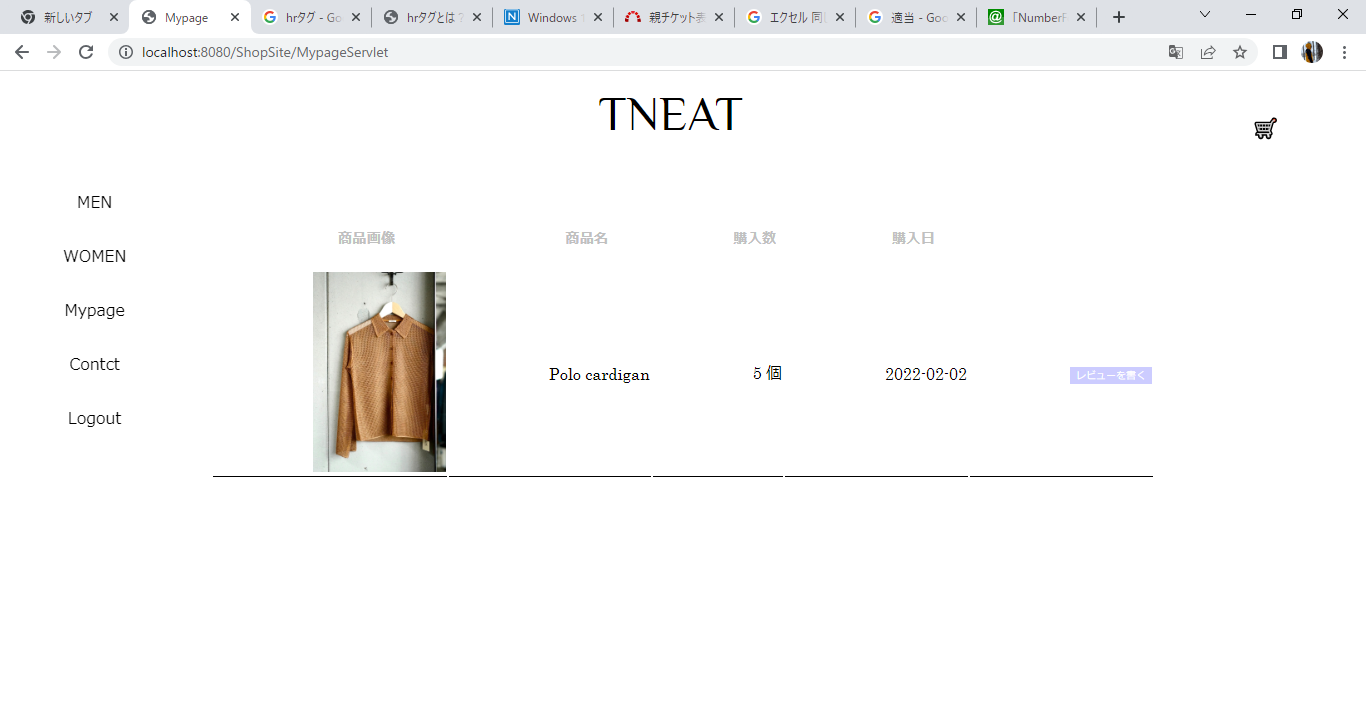 新しいタブ
Mypage
hrタグ - Go
hrタグとは?
Windows
親チケット表
エクセル 同
適当 - Goo
「NumberF
localhost:8080/ShopSite/MypageServlet
TNEAT
MEN
WOMEN
Mypage
Contct
Logout
商品画像 商品名 購入数 購入日
Polo cardigan 5 個 2022-02-02 レビューを書く